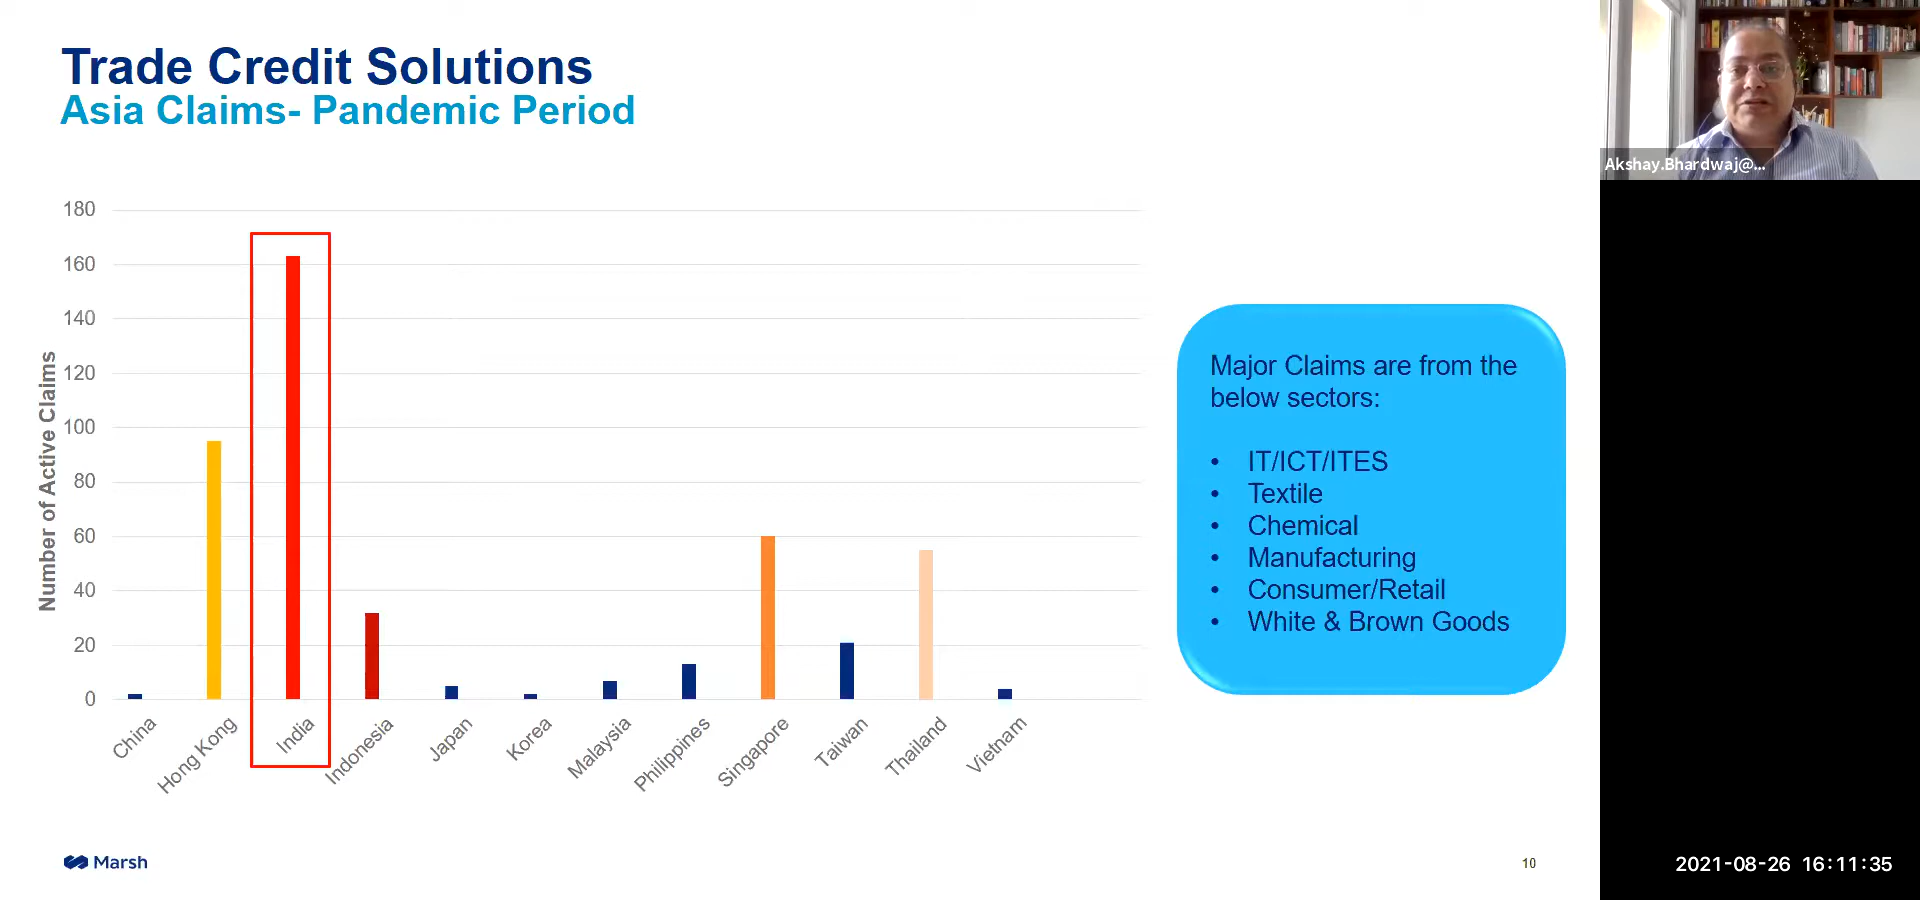 Trade Credit Solutions
Asia Claims- Pandemic Period
Akshay.Bhardwaj@...
Number of Active Claims
180
160
140
120
100
80
60
40
20
0
China
Hong Kong
India
Indonesia
Japan
Korea
Malaysia
Philippines
Singapore
Taiwan
Thailand
Vietnam
Major Claims are from the
below sectors:
• IT/ICT/ITES
• Textile
• Chemical
• Manufacturing
• Consumer/Retail
• White & Brown Goods
Marsh
10
2021-08-26 16:11:35